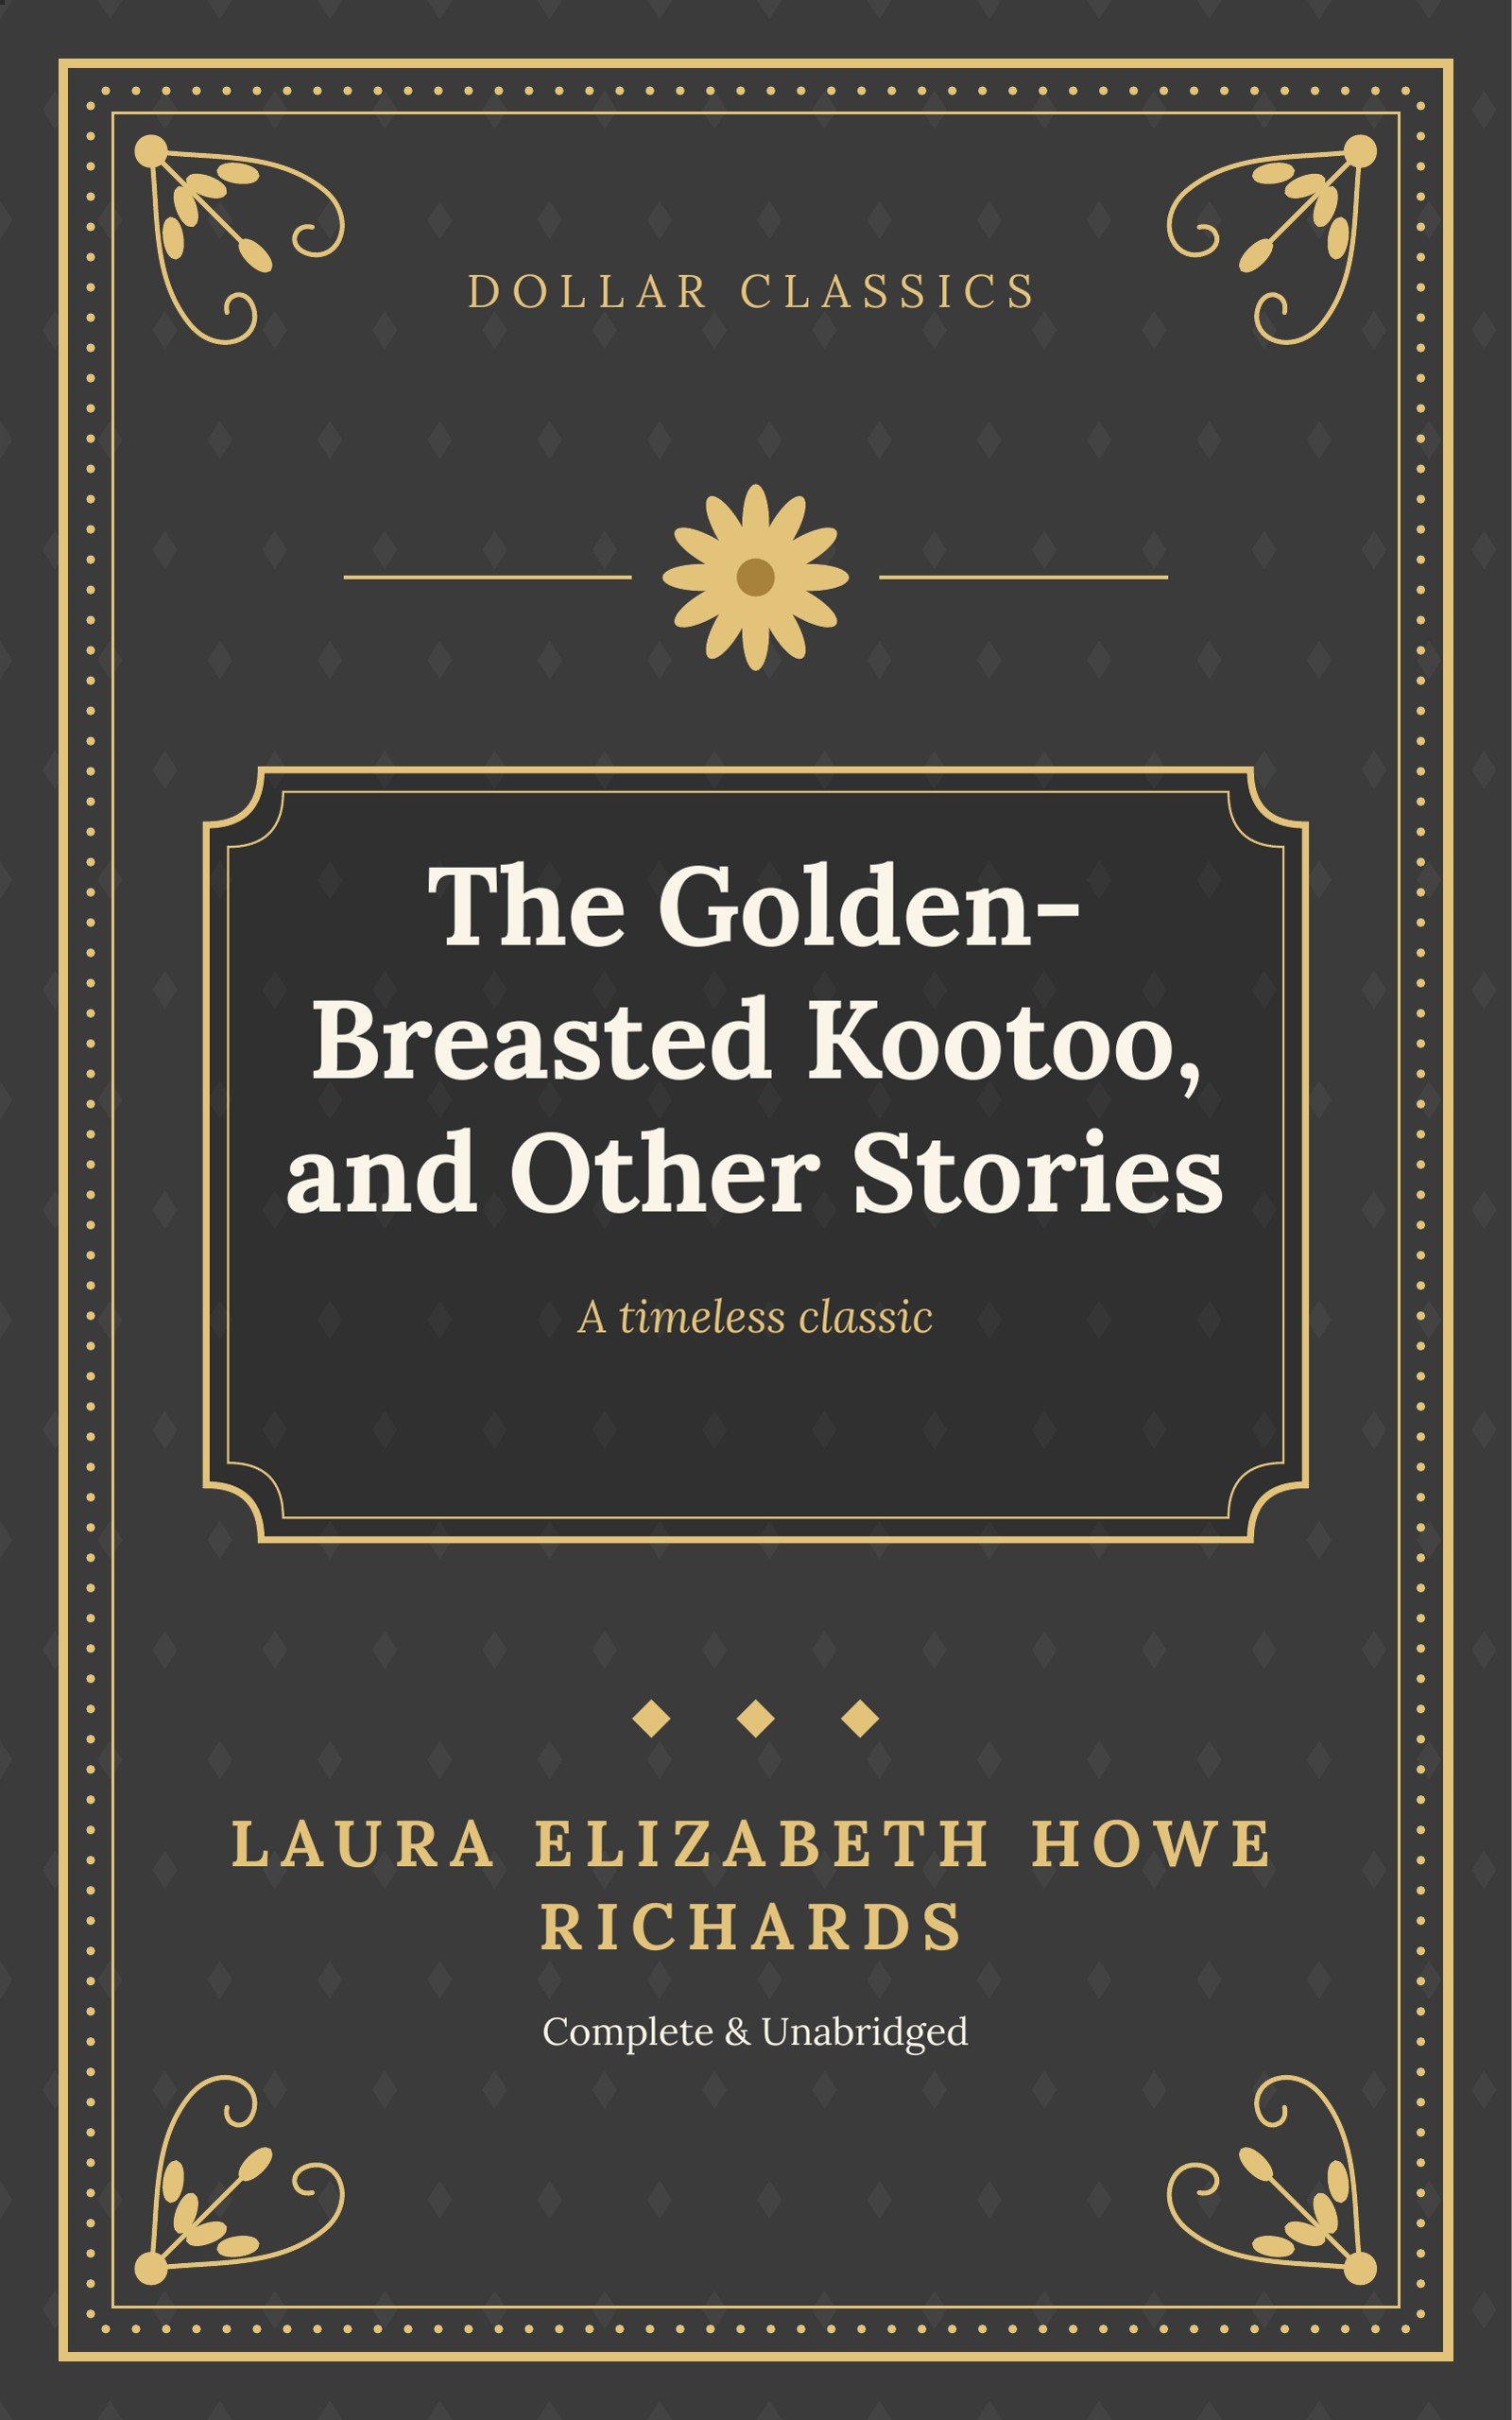 DOLLAR CLASSICS
The Golden-
Breasted Kootoo,
and Other Stories
A timeless classic
LAURA ELIZABETH HOWE
RICHARDS
Complete & Unabridged